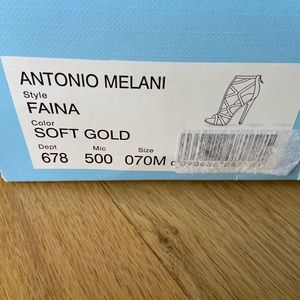 ANTONIO MELANI
Style
FAINA
Color
SOFT GOLD
Dept Mic Size
678 500 070M